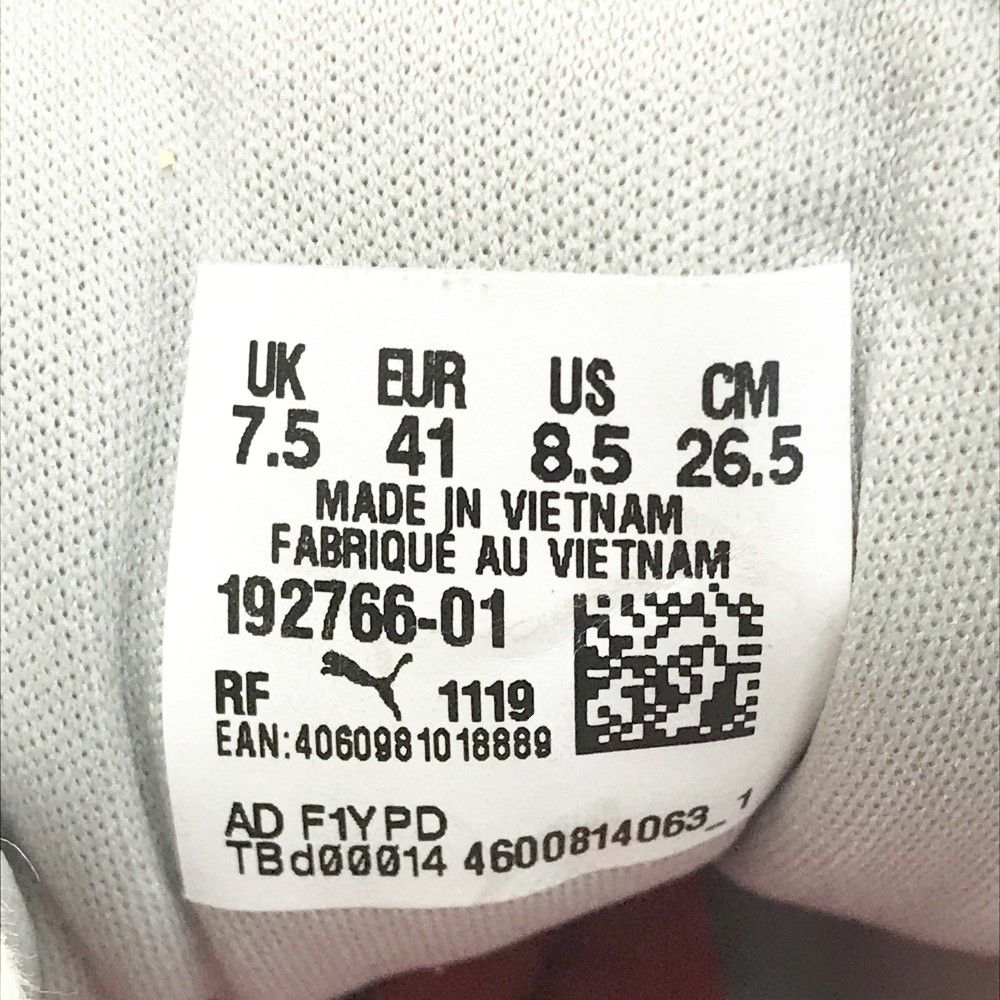 UK EUR US CM
7.5 41 8.5 26.5
MADE IN VIETNAM
FABRIQUÉ AU VIETNAM
192766-01
RF 1119
EAN:4060981018889
AD F1YPD
TBd00014 4600814063_1